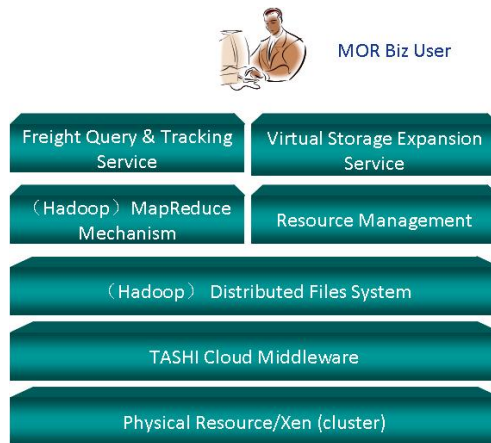 MOR Biz User
Freight Query & Tracking
Service
Virtual Storage Expansion
Service
（Hadoop）MapReduce
Mechanism
Resource Management
（Hadoop） Distributed Files System
TASHI Cloud Middleware
Physical Resource/Xen (cluster)